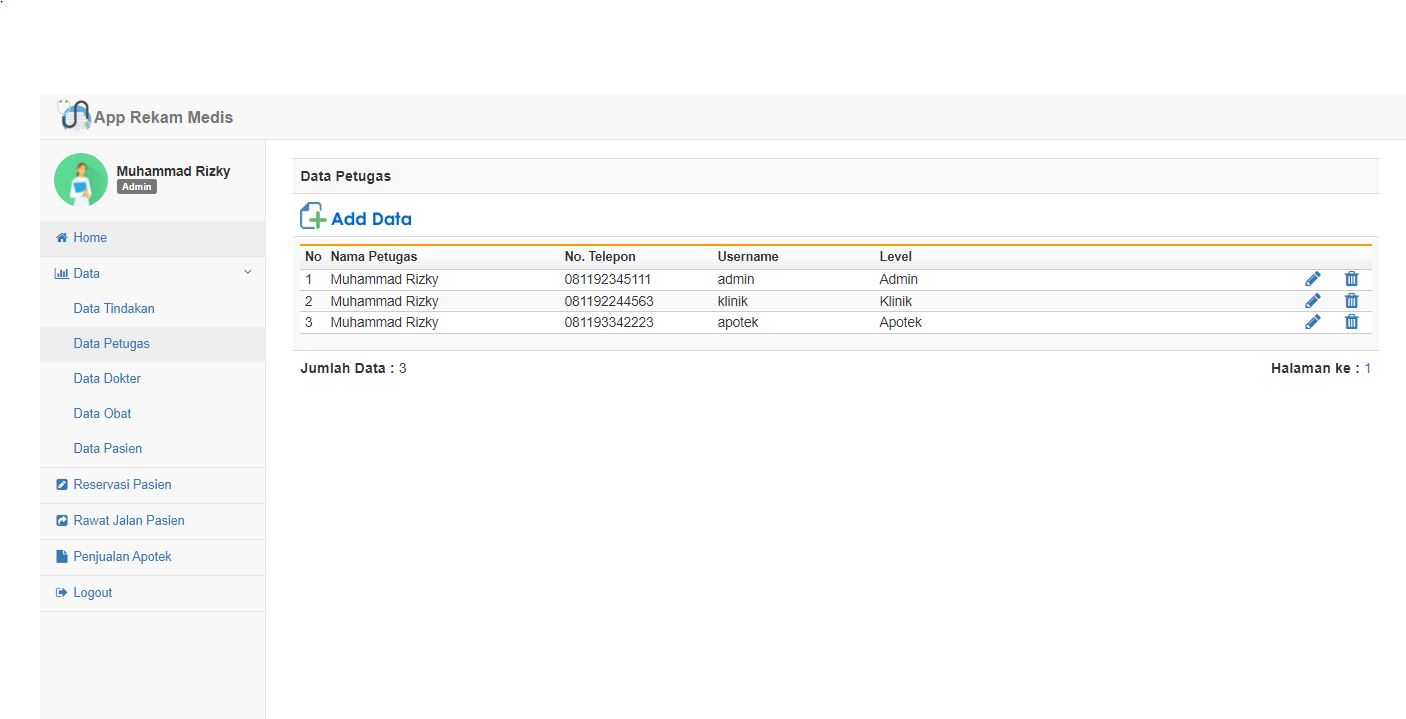 App Rekam Medis
Muhammad Rizky
Admin
Home
Data
Data Tindakan
Data Petugas
Data Dokter
Data Obat
Data Pasien
Reservasi Pasien
Rawat Jalan Pasien
Penjualan Apotek
Logout
Data Petugas
Add Data
No Nama Petugas No. Telepon Username Level
1 Muhammad Rizky 081192345111 admin Admin
2 Muhammad Rizky 081192244563 klinik Klinik
3 Muhammad Rizky 081193342223 apotek Apotek
Jumlah Data : 3 Halaman ke : 1